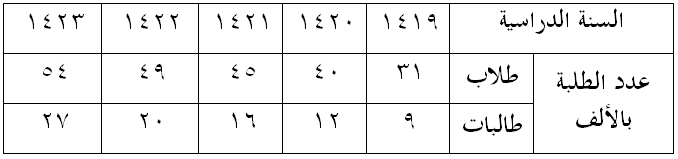 السنة الدراسية ١٤١٩ ١٤٢٠ ١٤٢١ ١٤٢٢ ١٤٢٣
عدد الطلبة بالألف
طلاب ٣١ ٤٠ ٤٥ ٤٩ ٥٤
طالبات ٩ ١٢ ١٦ ٢٠ ٢٧